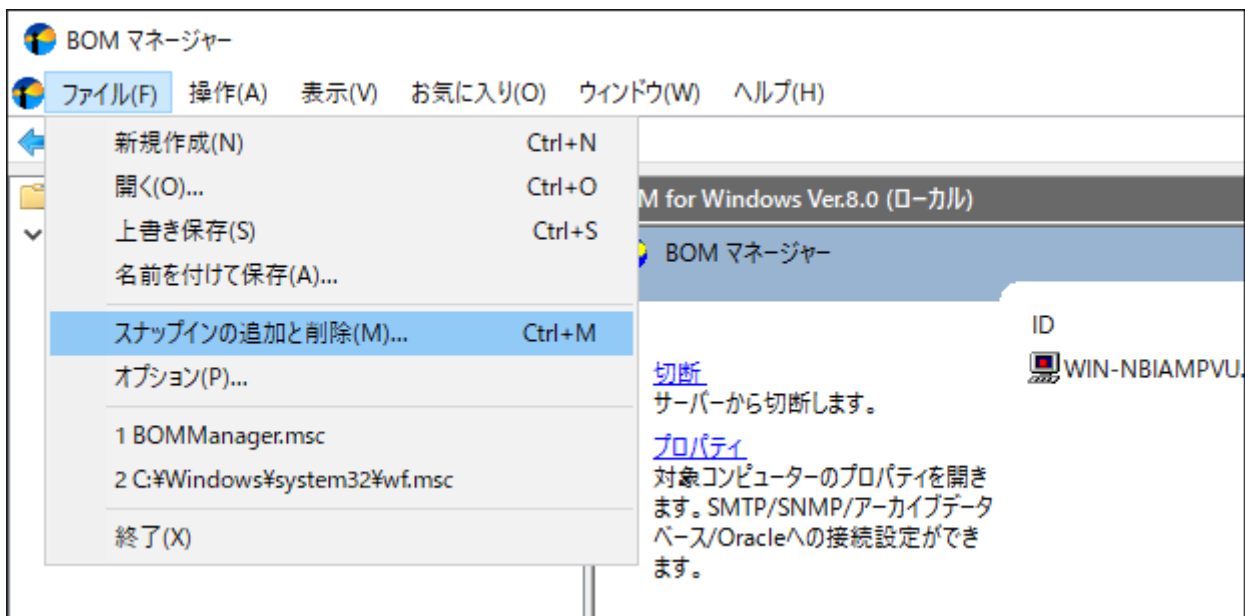 BOM マネージャー
ファイル(F) 操作(A) 表示(V) お気に入り(O) ウィンドウ(W) ヘルプ(H)
新規作成(N) Ctrl+N
開く(O)... Ctrl+O
上書き保存(S) Ctrl+S
名前を付けて保存(A)...
スナップインの追加と削除(M)... Ctrl+M
オプション(P)...
1 BOMManager.msc
2 C:¥Windows¥system32¥wf.msc
終了(X)
M for Windows Ver.8.0 (ローカル)
BOM マネージャー
切断
サーバーから切断します。
プロパティ
対象コンピューターのプロパティを開き
ます。SMTP/SNMP/アーカイブデータ
ベース/Oracleへの接続設定ができ
ます。
ID
WIN-NBIAMPVU.